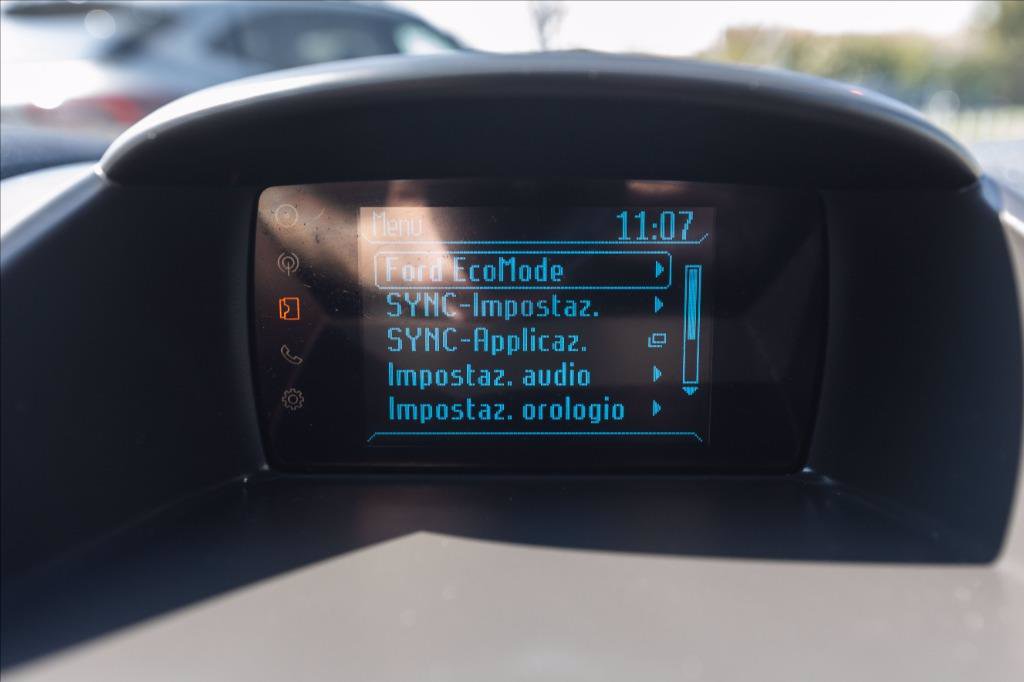 Menu
11:07
Ford EcoMode
SYNC-Impostaz.
SYNC-Applicaz.
Impostaz. audio
Impostaz. orologio